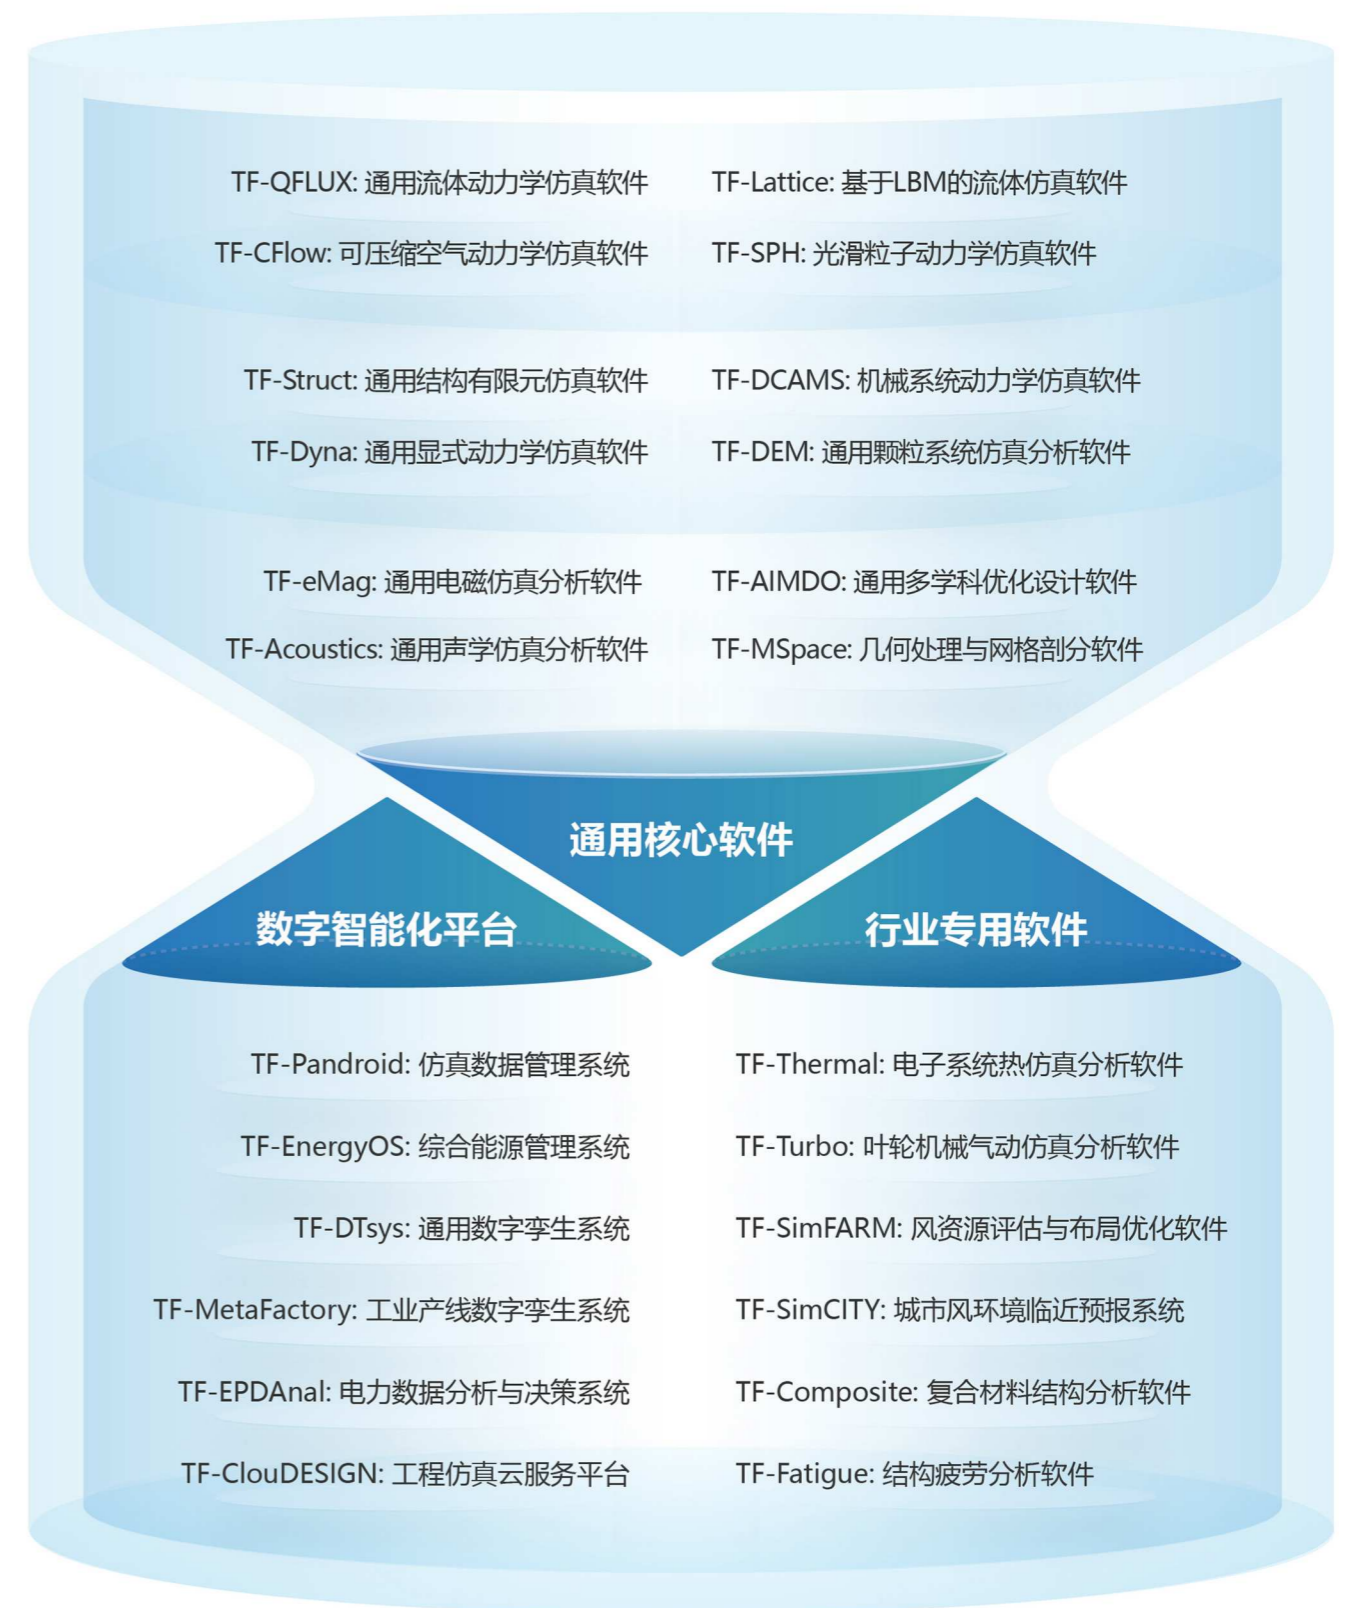 TF-QFLUX: 通用流体动力学仿真软件
TF-Lattice: 基于LBM的流体仿真软件
TF-CFlow: 可压缩空气动力学仿真软件
TF-SPH: 光滑粒子动力学仿真软件
TF-Struct: 通用结构有限元仿真软件
TF-DCAMS: 机械系统动力学仿真软件
TF-Dyna: 通用显式动力学仿真软件
TF-DEM: 通用颗粒系统仿真分析软件
TF-eMag: 通用电磁仿真分析软件
TF-AIMDO: 通用多学科优化设计软件
TF-Acoustics: 通用声学仿真分析软件
TF-MSpace: 几何处理与网格剖分软件
通用核心软件
数字智能化平台
行业专用软件
TF-Pandroid: 仿真数据管理系统
TF-Thermal: 电子系统热仿真分析软件
TF-EnergyOS: 综合能源管理系统
TF-Turbo: 叶轮机械气动仿真分析软件
TF-DTsys: 通用数字孪生系统
TF-SimFARM: 风资源评估与布局优化软件
TF-MetaFactory: 工业产线数字孪生系统
TF-SimCITY: 城市风环境临近预报系统
TF-EPDAnal: 电力数据分析与决策系统
TF-Composite: 复合材料结构分析软件
TF-ClouDESIGN: 工程仿真云服务平台
TF-Fatigue: 结构疲劳分析软件